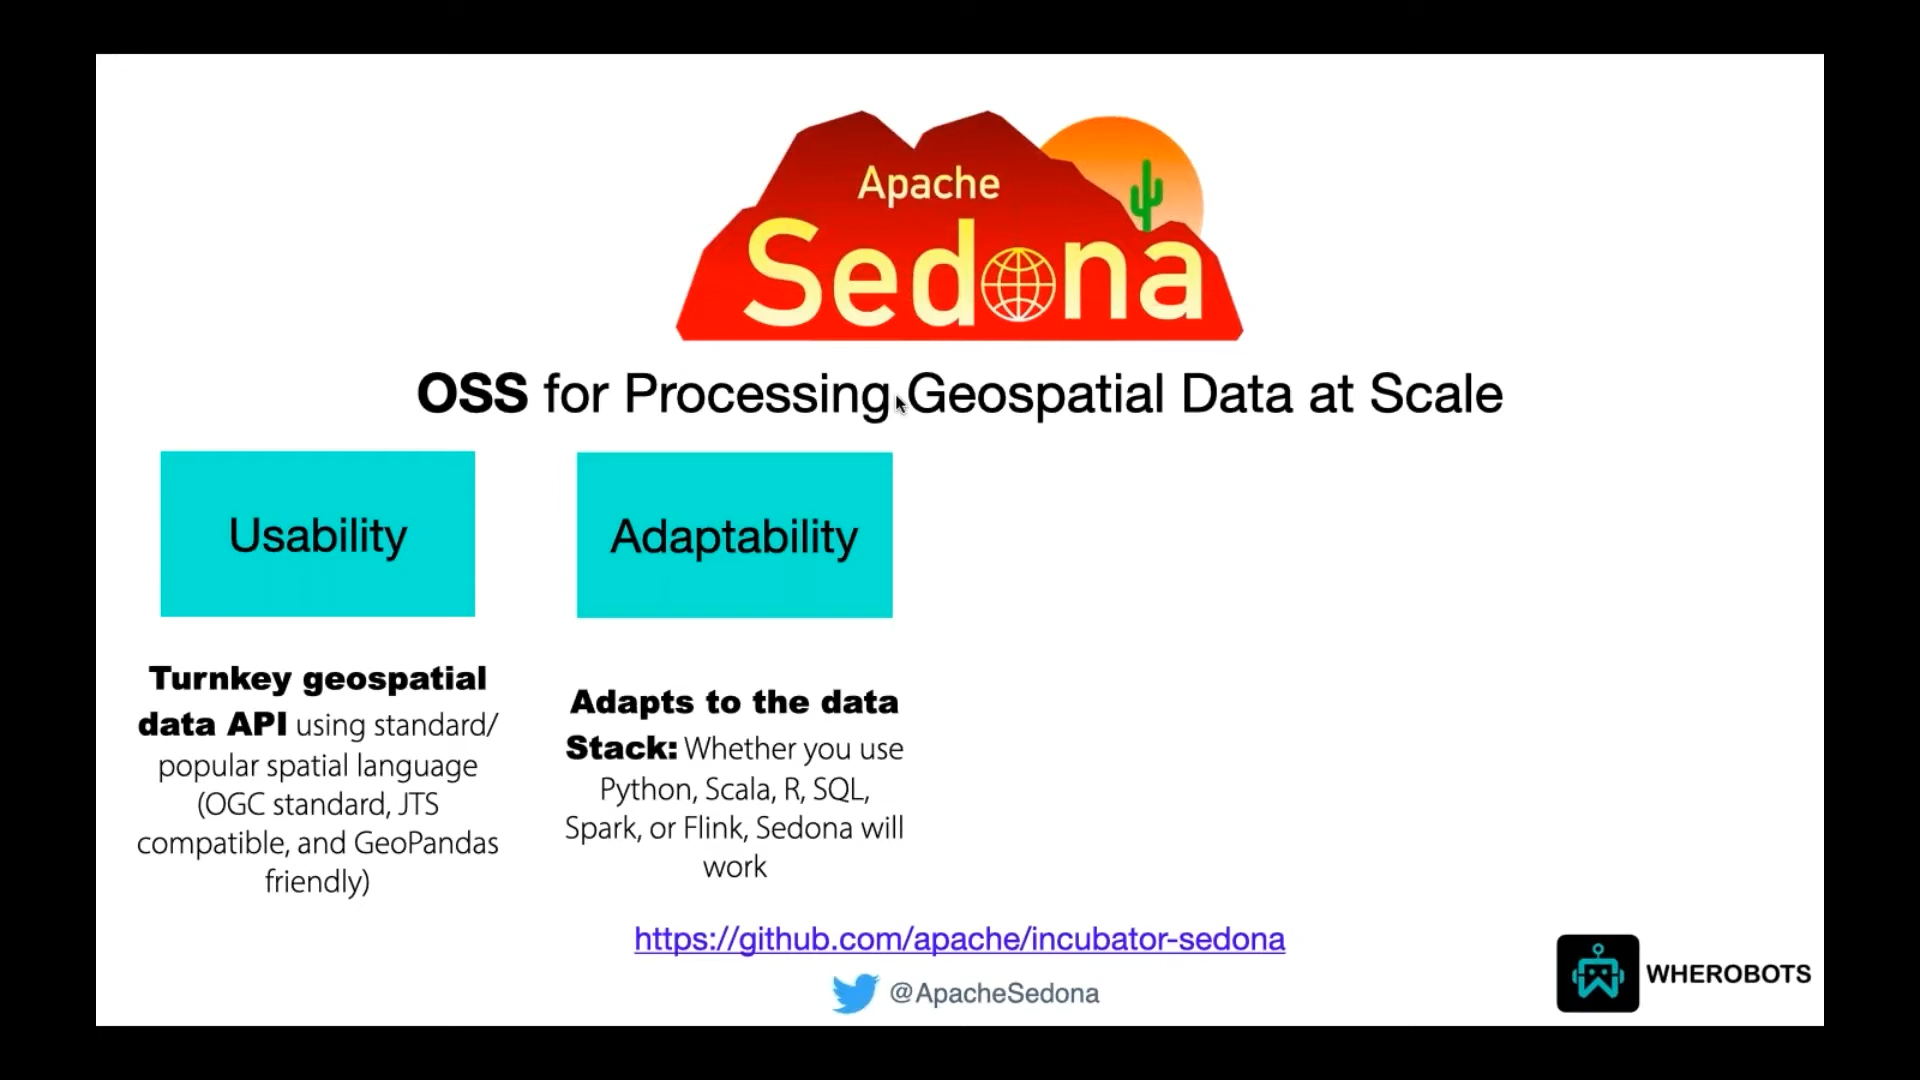 Apache
Sedona
OSS for Processing Geospatial Data at Scale
Usability
Turnkey geospatial
data API using standard/
popular spatial language
(OGC standard, JTS
compatible, and GeoPandas
friendly)
Adaptability
Adapts to the data
Stack: Whether you use
Python, Scala, R, SQL,
Spark, or Flink, Sedona will
work
https://github.com/apache/incubator-sedona
@ApacheSedona
WHEROBOTS